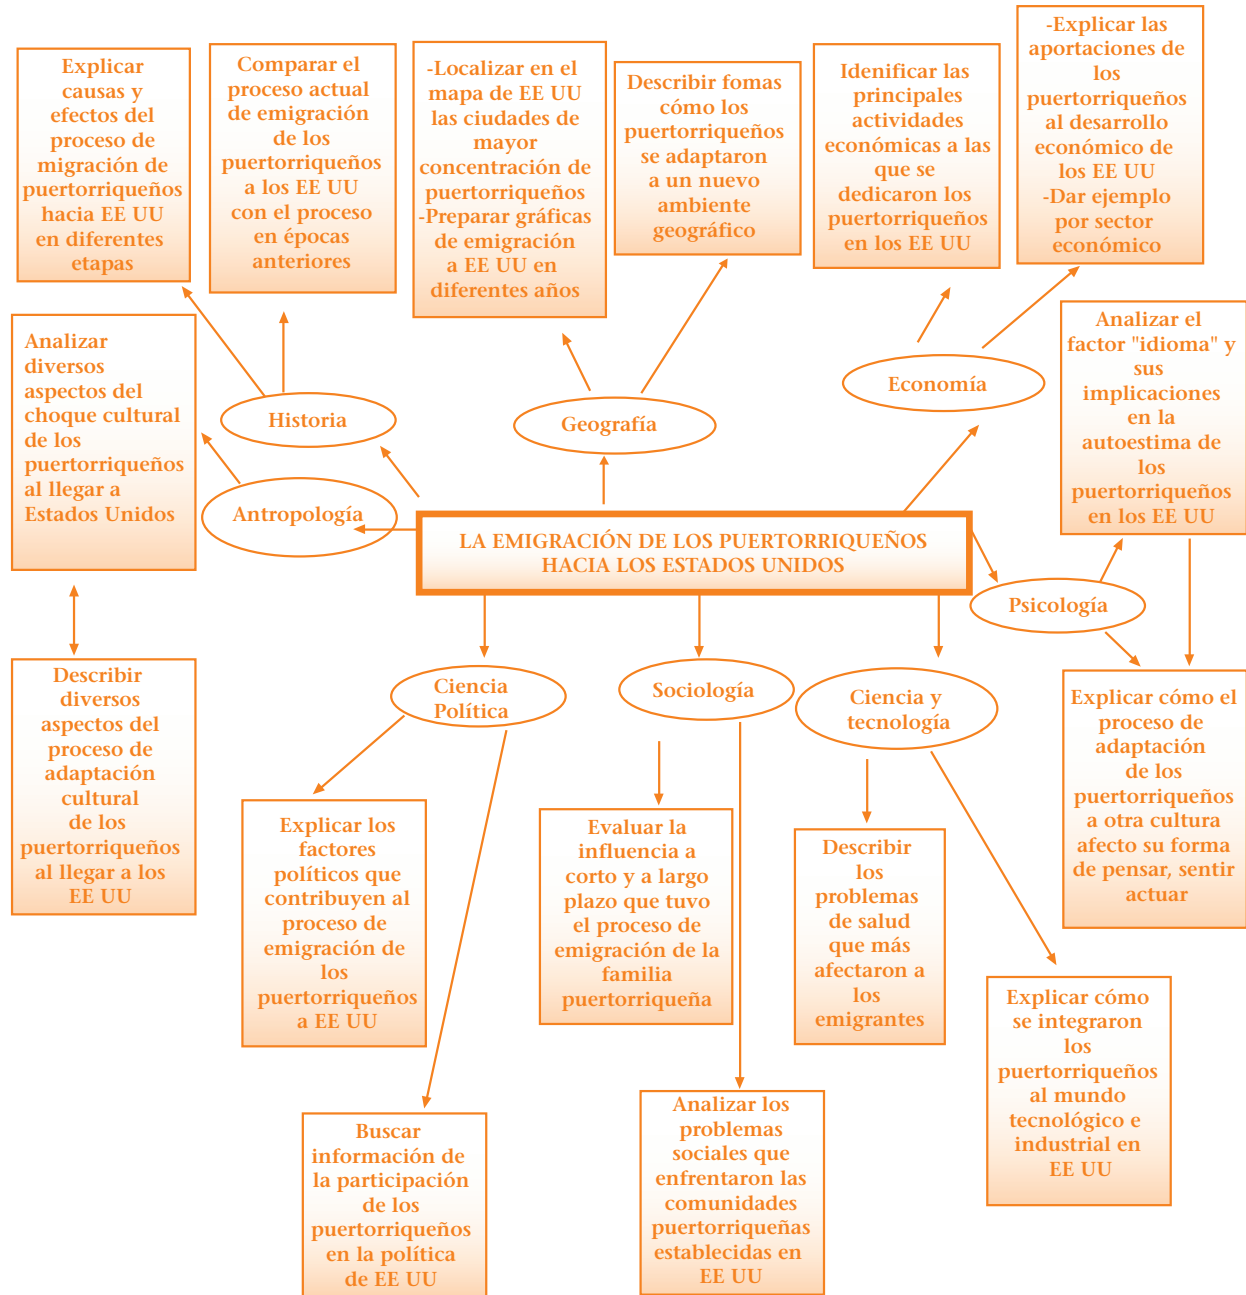 Explicar
causas y
efectos del
proceso de
migración de
puertorriqueños
hacia EE UU
en diferentes
etapas
Comparar el
proceso actual
de emigración
de los
puertorriqueños
a los EE UU
con el proceso
en épocas
anteriores
-Localizar en el
mapa de EE UU
las ciudades de
mayor
concentración de
puertorriqueños
-Preparar gráficas
de emigración
a EE UU en
diferentes años
Describir fomas
cómo los
puertorriqueños
se adaptaron
a un nuevo
ambiente
geográfico
Idenificar las
principales
actividades
económicas a las
que se
dedicaron los
puertorriqueños
en los EE UU
-Explicar las
aportaciones de
los
puertorriqueños
al desarrollo
económico de
los EE UU
-Dar ejemplo
por sector
económico
Analizar
diversos
aspectos del
choque cultural
de los
puertorriqueños
al llegar a
Estados Unidos
Historia
Geografía
Economía
Analizar el
factor "idioma" y
sus
implicaciones
en la
autoestima de
los
puertorriqueños
en los EE UU
Antropología
LA EMIGRACIÓN DE LOS PUERTORRIQUEÑOS
HACIA LOS ESTADOS UNIDOS
Psicología
Describir
diversos
aspectos del
proceso de
adaptación
cultural
de los
puertorriqueños
al llegar a los
EE UU
Ciencia
Política
Sociología
Ciencia y
tecnología
Explicar cómo el
proceso de
adaptación
de los
puertorriqueños
a otra cultura
afecto su forma
de pensar, sentir
actuar
Explicar los
factores
políticos que
contribuyen al
proceso de
emigración de
los
puertorriqueños
a EE UU
Evaluar la
influencia a
corto y a largo
plazo que tuvo
el proceso de
emigración de la
familia
puertorriqueña
Describir
los
problemas
de salud
que más
afectaron a
los
emigrantes
Explicar cómo
se integraron
los
puertorriqueños
al mundo
tecnológico e
industrial en
EE UU
Buscar
información de
la participación
de los
puertorriqueños
en la política
de EE UU
Analizar los
problemas
sociales que
enfrentaron las
comunidades
puertorriqueñas
establecidas en
EE UU